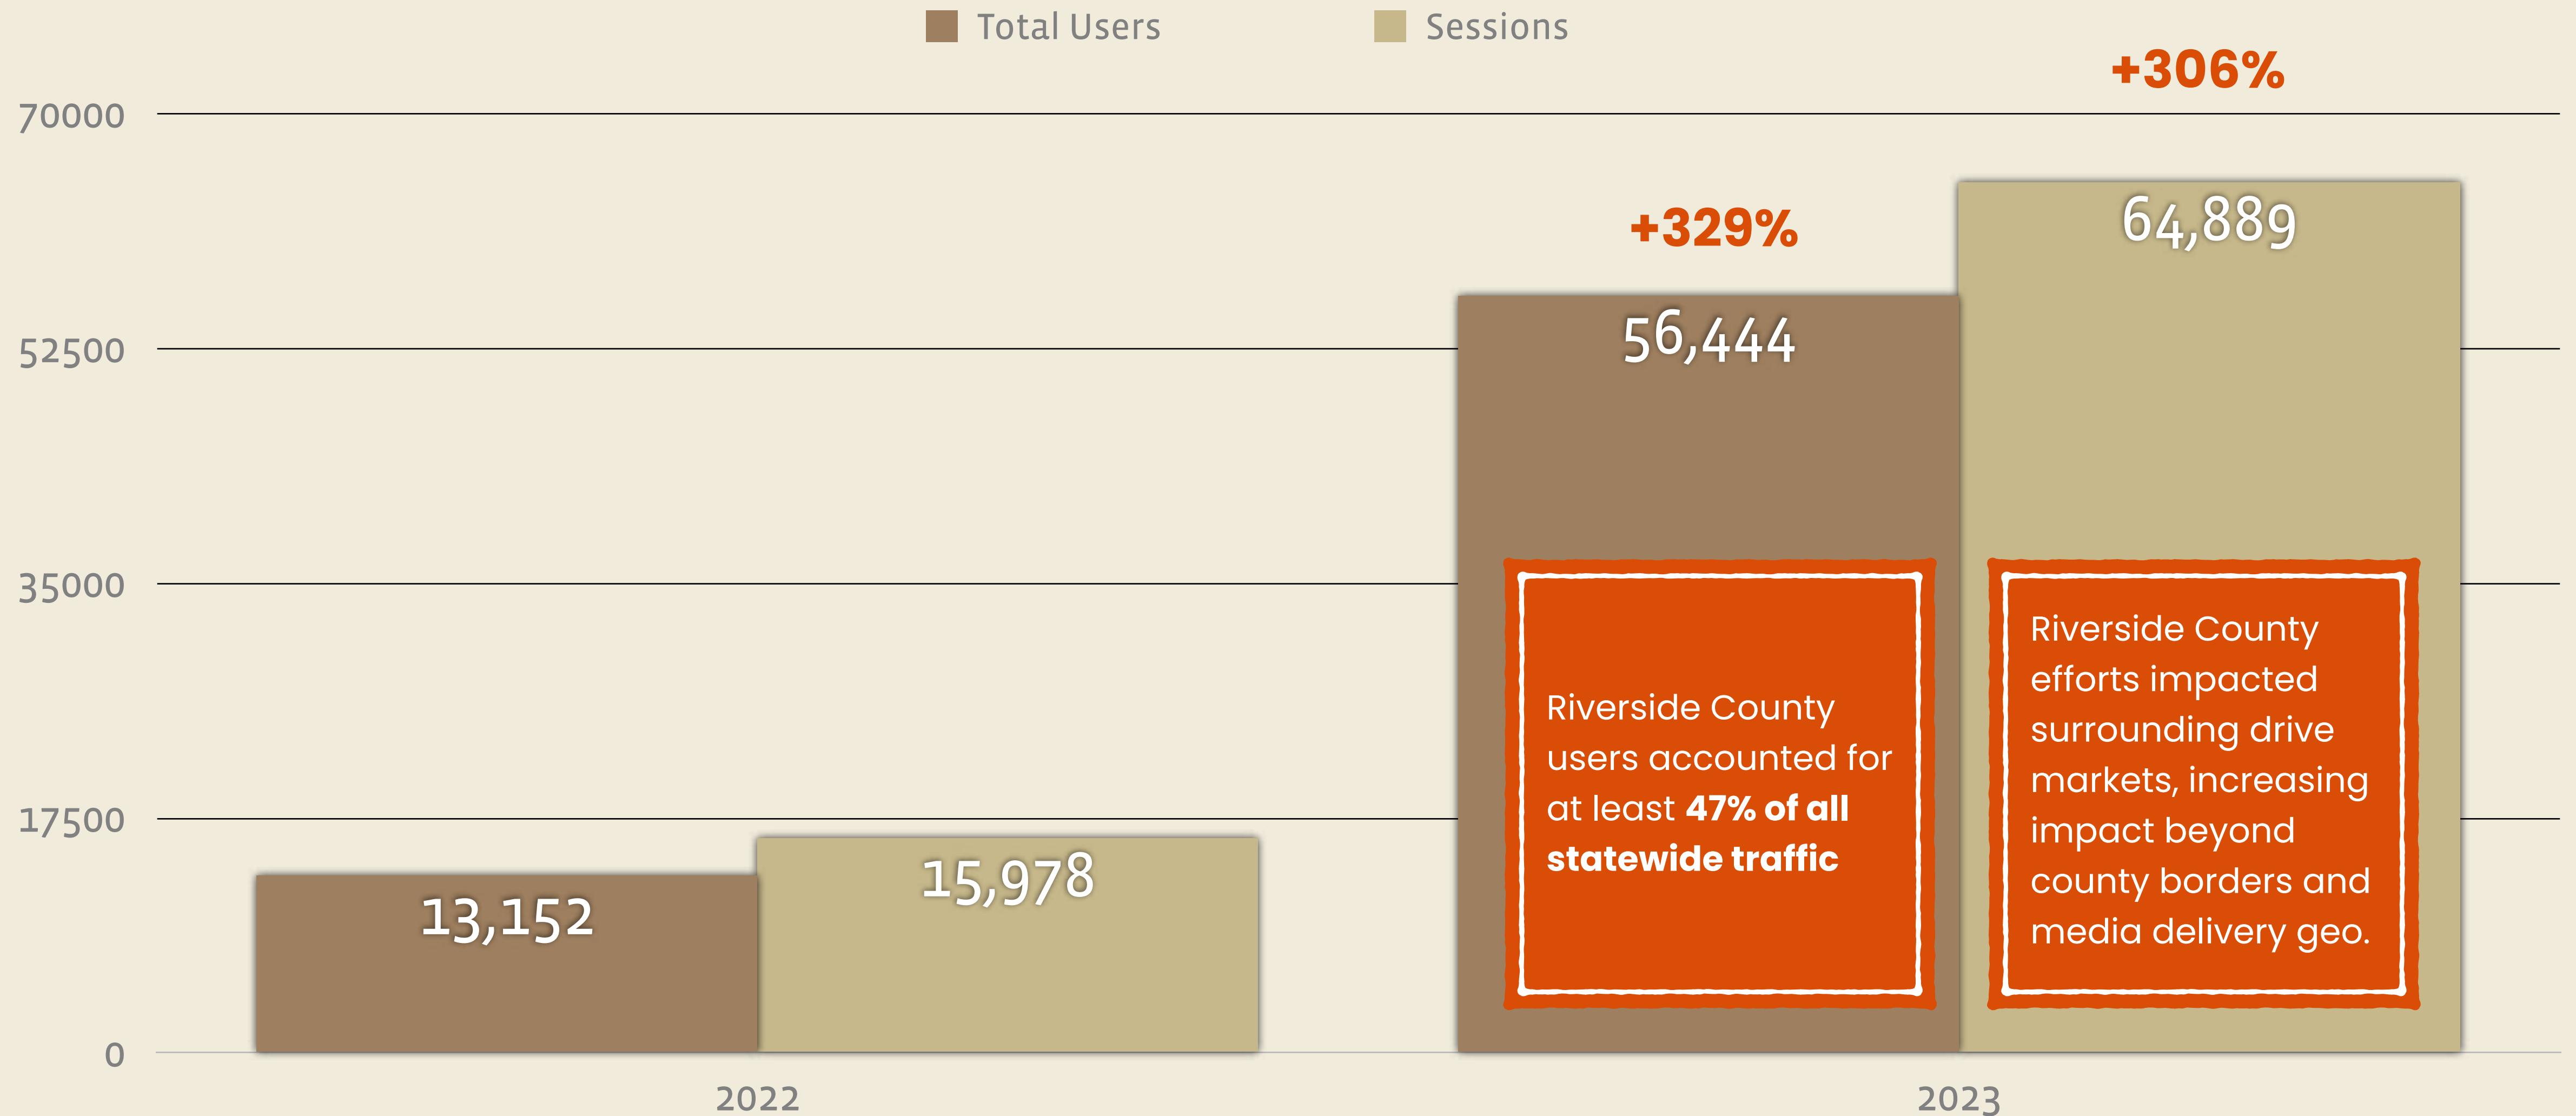 Total Users
Sessions
+306%
70000
64,889
+329%
56,444
52500
35000
Riverside County
users accounted for
at least 47% of all
statewide traffic
Riverside County
efforts impacted
surrounding drive
markets, increasing
impact beyond
county borders and
media delivery geo.
17500
13,152
15,978
0
2022
2023